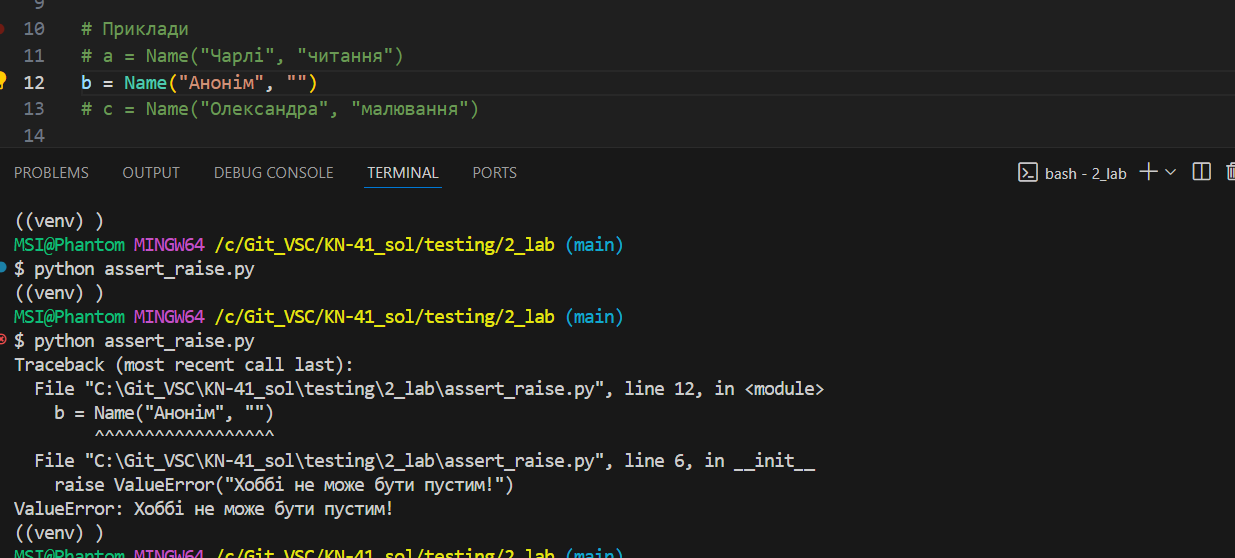 9
10 # Приклади
11 # a = Name("Чарлі", "читання")
12 b = Name("Анонім", "")
13 # c = Name("Олександра", "малювання")
14
PROBLEMS OUTPUT DEBUG CONSOLE TERMINAL PORTS bash - 2_lab
((venv) )
MSI@Phantom MINGW64 /c/Git_VSC/KN-41_sol/testing/2_lab (main)
$ python assert_raise.py
((venv) )
MSI@Phantom MINGW64 /c/Git_VSC/KN-41_sol/testing/2_lab (main)
$ python assert_raise.py
Traceback (most recent call last):
  File "C:\Git_VSC\KN-41_sol\testing\2_lab\assert_raise.py", line 12, in <module>
    b = Name("Анонім", "")
        ^^^^^^^^^^^^^^^^^^
  File "C:\Git_VSC\KN-41_sol\testing\2_lab\assert_raise.py", line 6, in __init__
    raise ValueError("Хоббі не може бути пустим!")
ValueError: Хоббі не може бути пустим!
((venv) )
MSI@Phantom MINGW64 /c/Git_VSC/KN-41_sol/testing/2_lab (main)